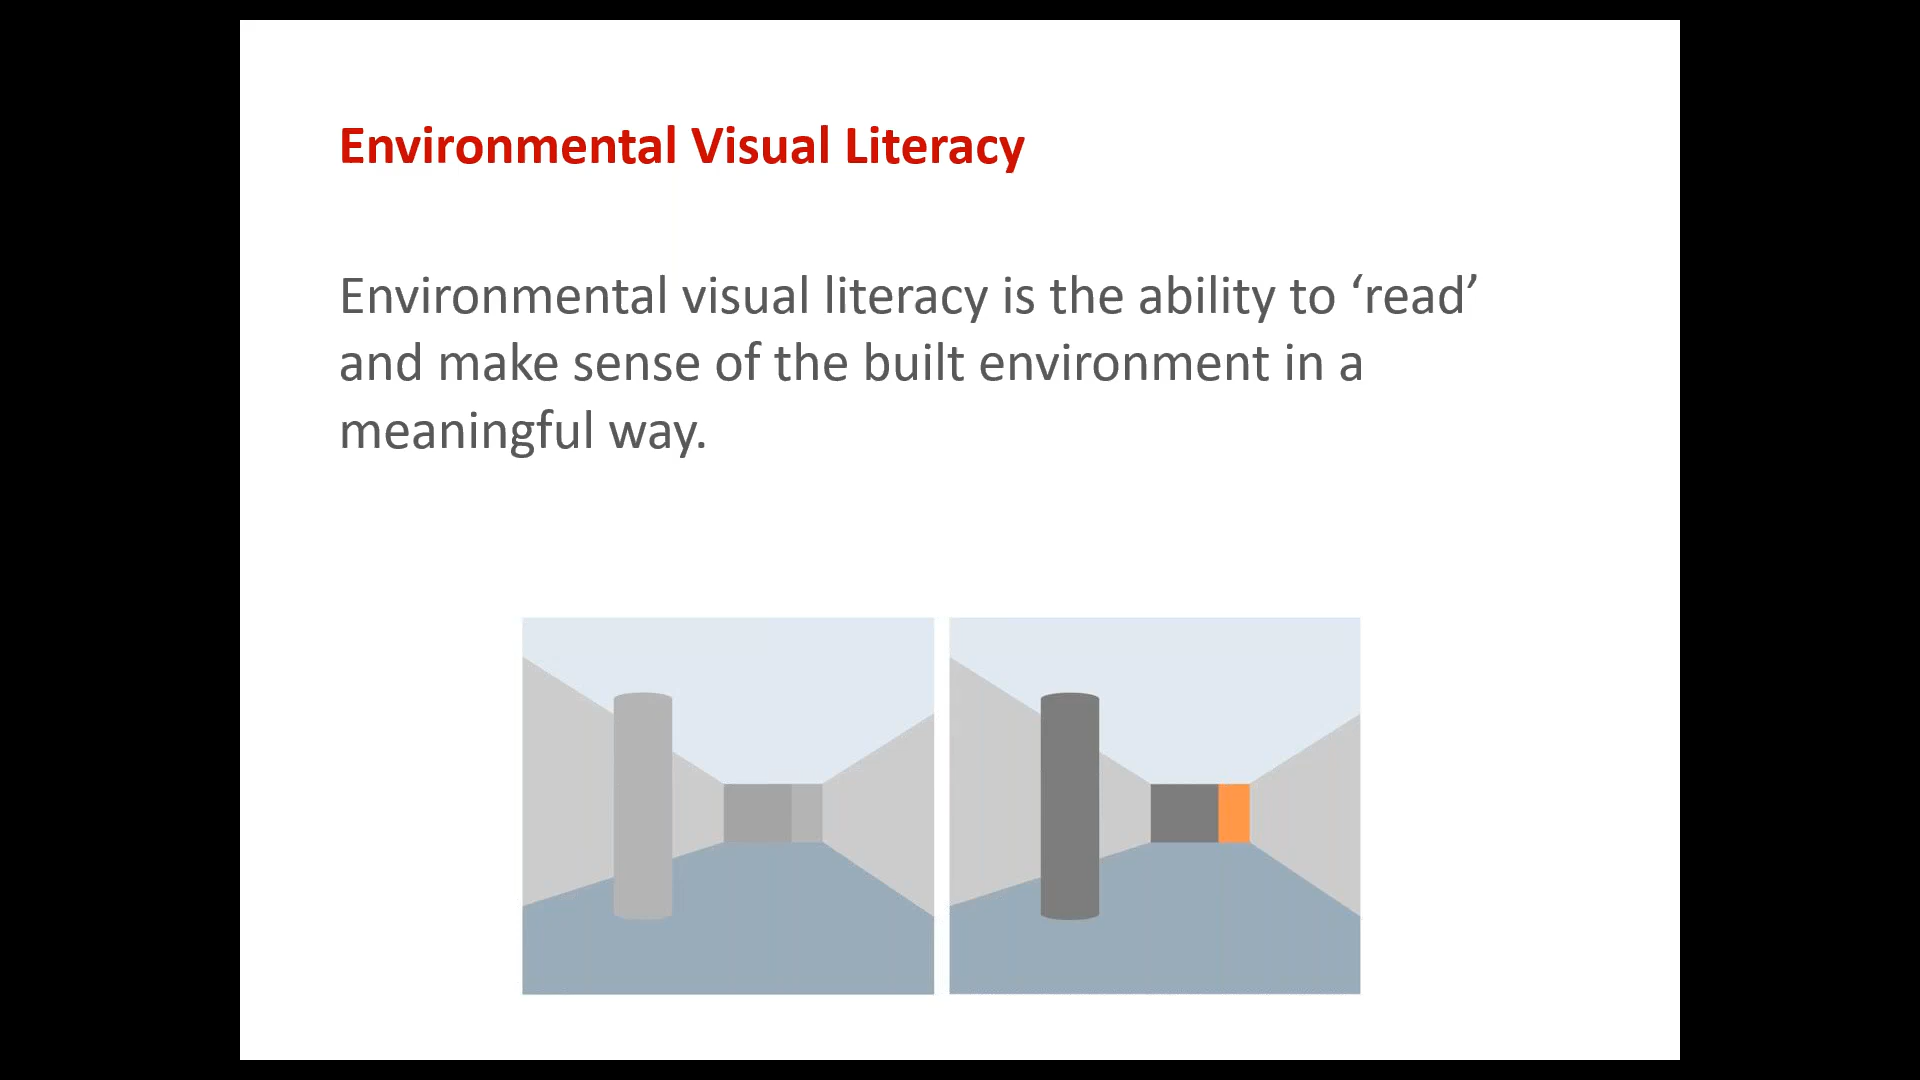 Environmental Visual Literacy
Environmental visual literacy is the ability to ‘read’
and make sense of the built environment in a
meaningful way.